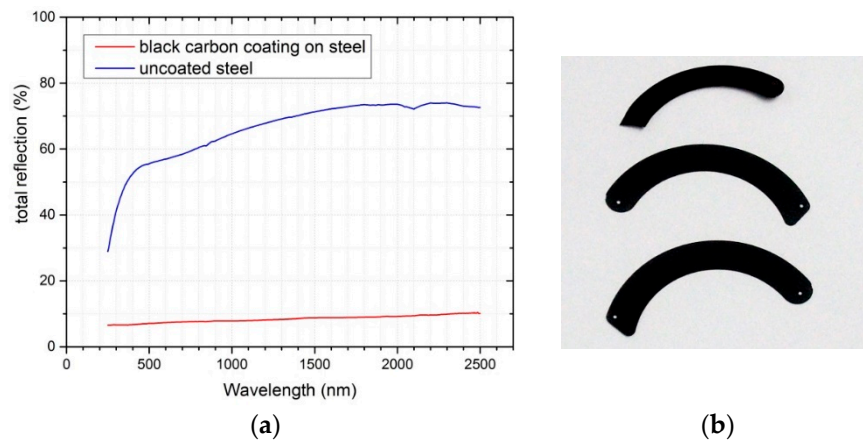 100
80
60
40
20
0
total reflection (%)
black carbon coating on steel
uncoated steel
0 500 1000 1500 2000 2500
Wavelength (nm)
(a) (b)